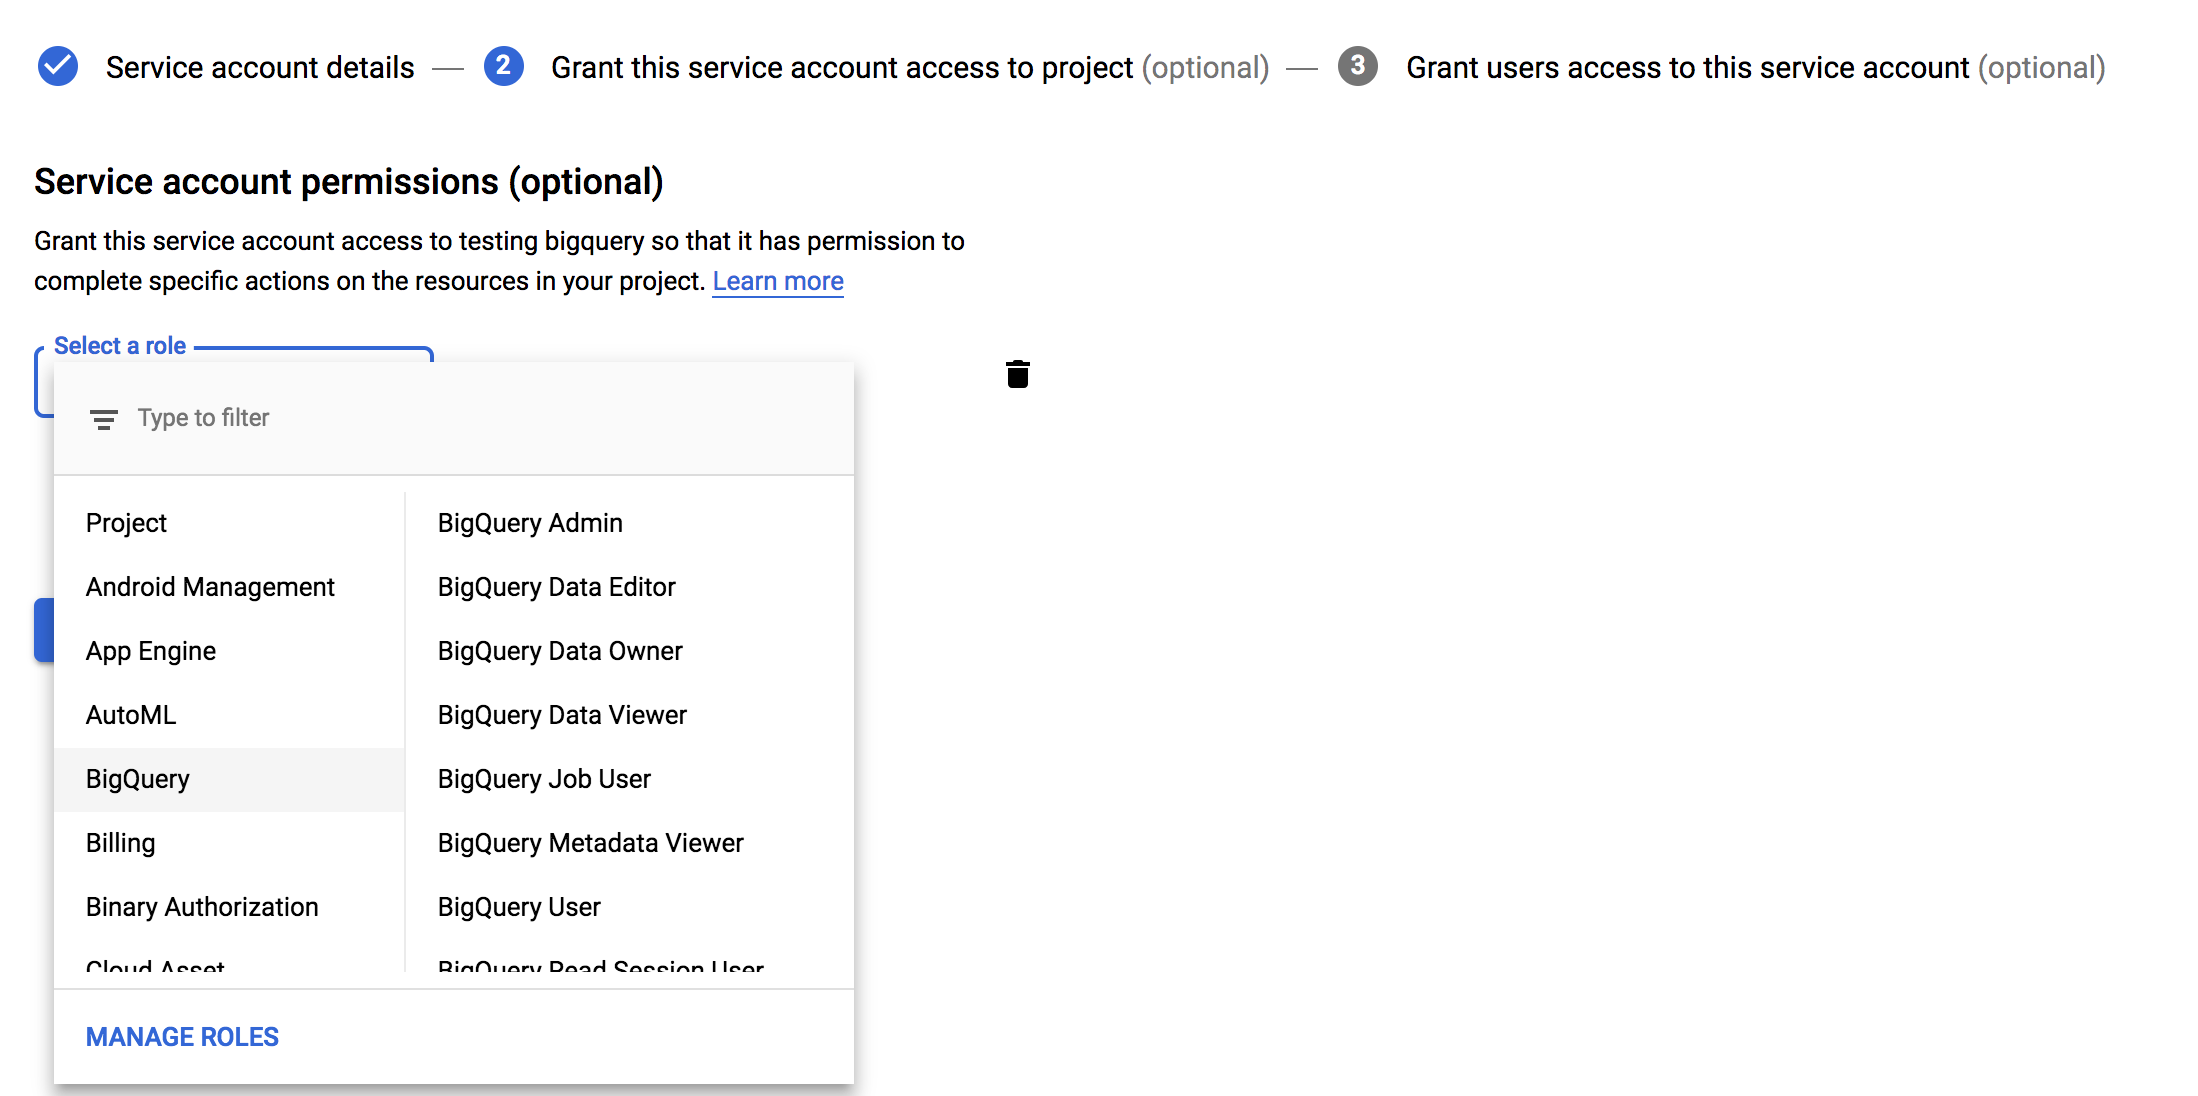 Service account details — 2 Grant this service account access to project (optional) — 3 Grant users access to this service account (optional)
Service account permissions (optional)
Grant this service account access to testing bigquery so that it has permission to
complete specific actions on the resources in your project. Learn more
Select a role
Type to filter
Project
Android Management
App Engine
AutoML
BigQuery
Billing
Binary Authorization
Cloud Asset
BigQuery Admin
BigQuery Data Editor
BigQuery Data Owner
BigQuery Data Viewer
BigQuery Job User
BigQuery Metadata Viewer
BigQuery User
BigQuery Read Session User
MANAGE ROLES